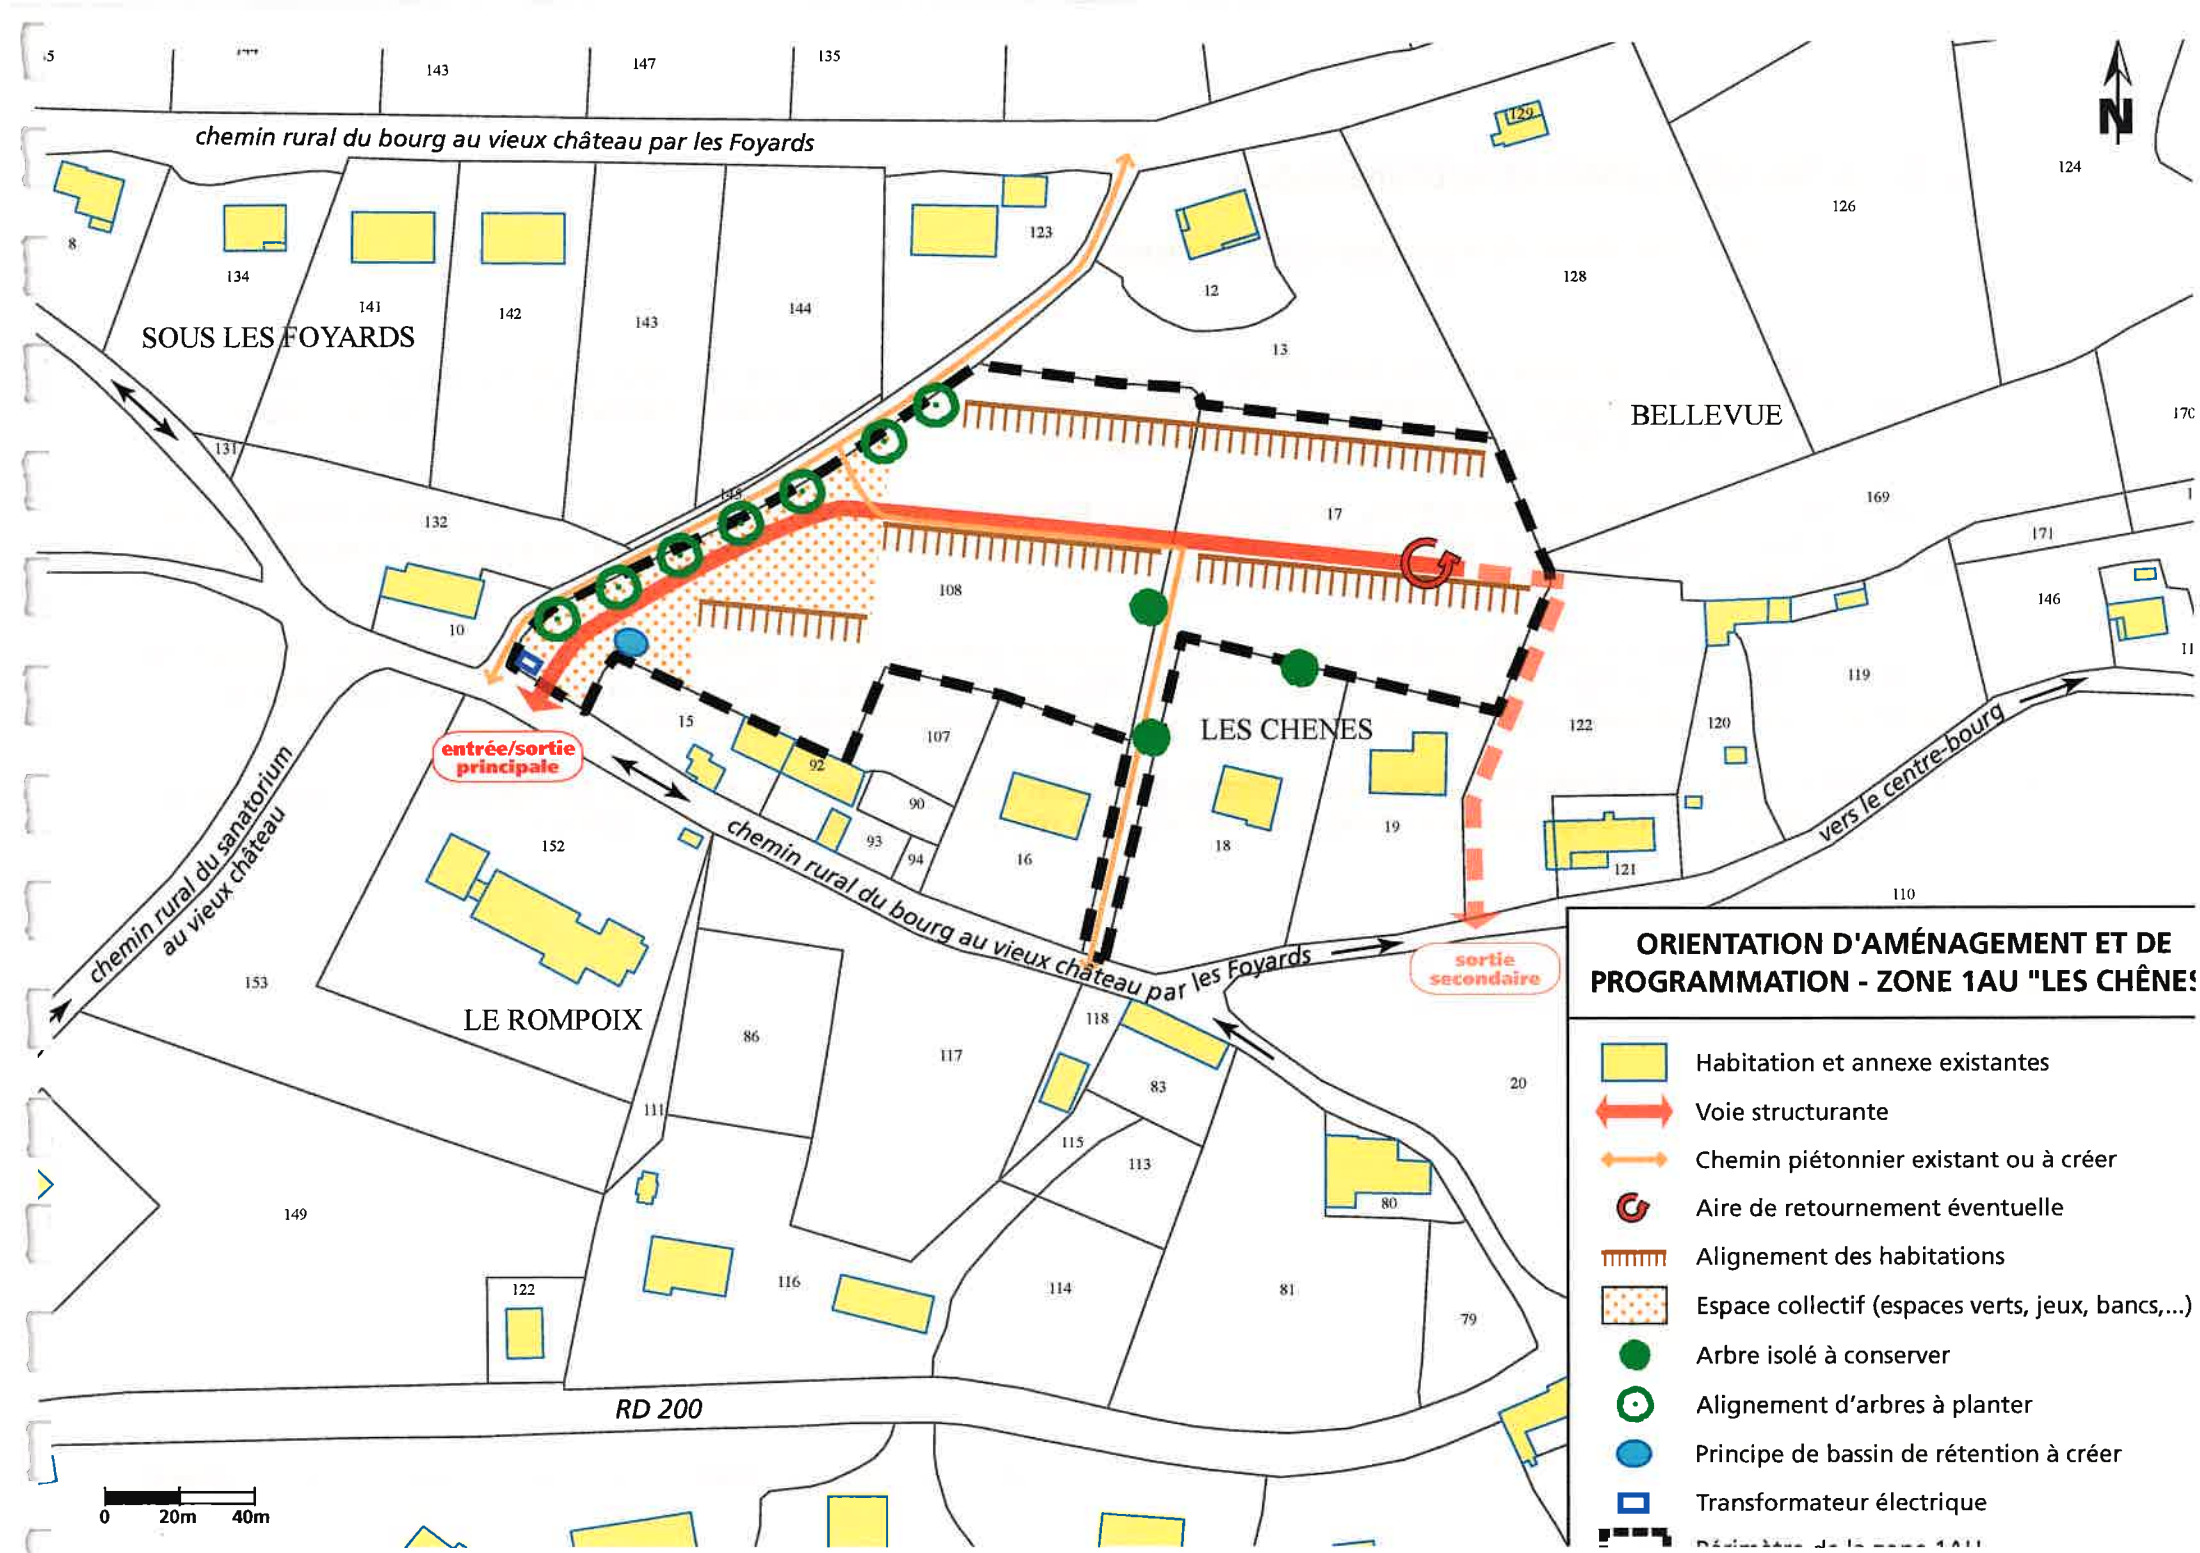 143
147
135
chemin rural du bourg au vieux château par les Foyards
129
124
126
8
134
123
141
142
143
144
12
128
SOUS LES FOYARDS
13
BELLEVUE
170
131
145
132
17
169
171
108
146
10
119
15
107
LES CHENES
122
120
entrée/sortie
principale
92
90
93
94
16
18
19
121
vers le centre-bourg
110
152
chemin rural du sanatorium
au vieux château
chemin rural du bourg au vieux château par les Foyards
sortie
secondaire
153
LE ROMPOIX
86
117
118
83
20
111
115
113
80
149
122
116
114
81
79
RD 200
0 20m 40m
N
ORIENTATION D'AMÉNAGEMENT ET DE
PROGRAMMATION - ZONE 1AU "LES CHÊNES
Habitation et annexe existantes
Voie structurante
Chemin piétonnier existant ou à créer
Aire de retournement éventuelle
Alignement des habitations
Espace collectif (espaces verts, jeux, bancs,...)
Arbre isolé à conserver
Alignement d'arbres à planter
Principe de bassin de rétention à créer
Transformateur électrique
Périmètre de la zone 1AU